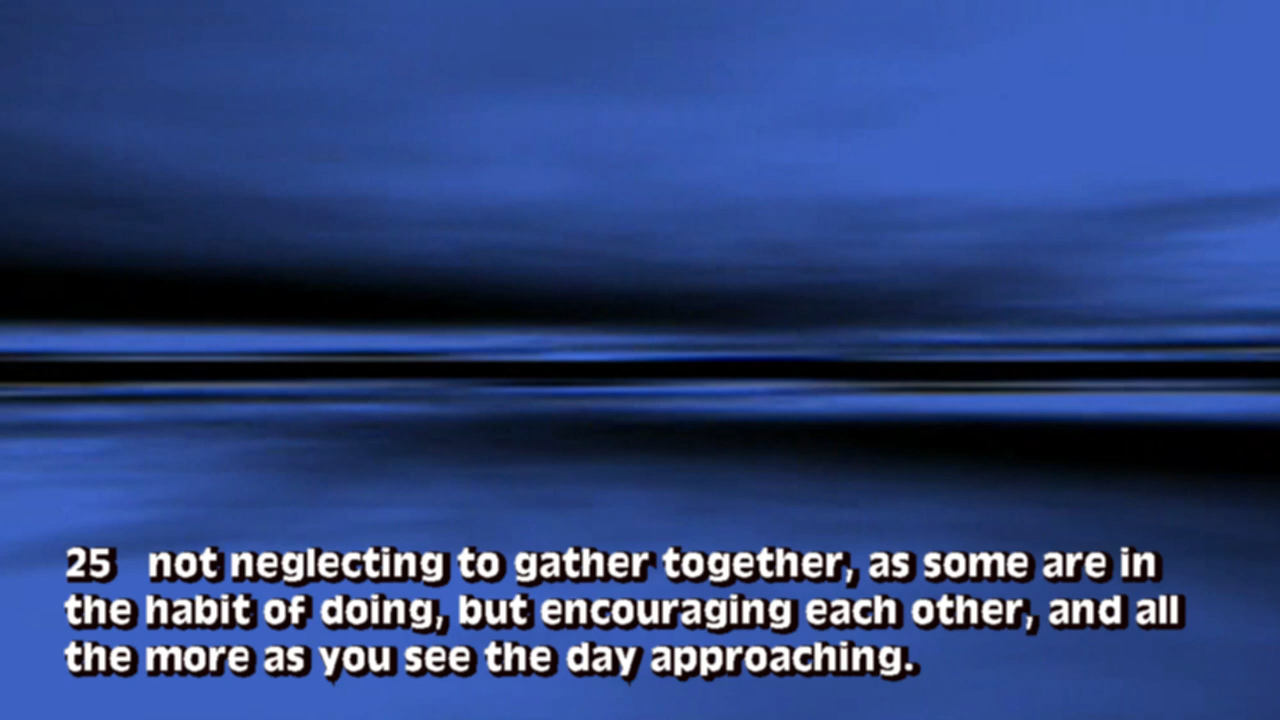 25 not neglecting to gather together, as some are in
the habit of doing, but encouraging each other, and all
the more as you see the day approaching.